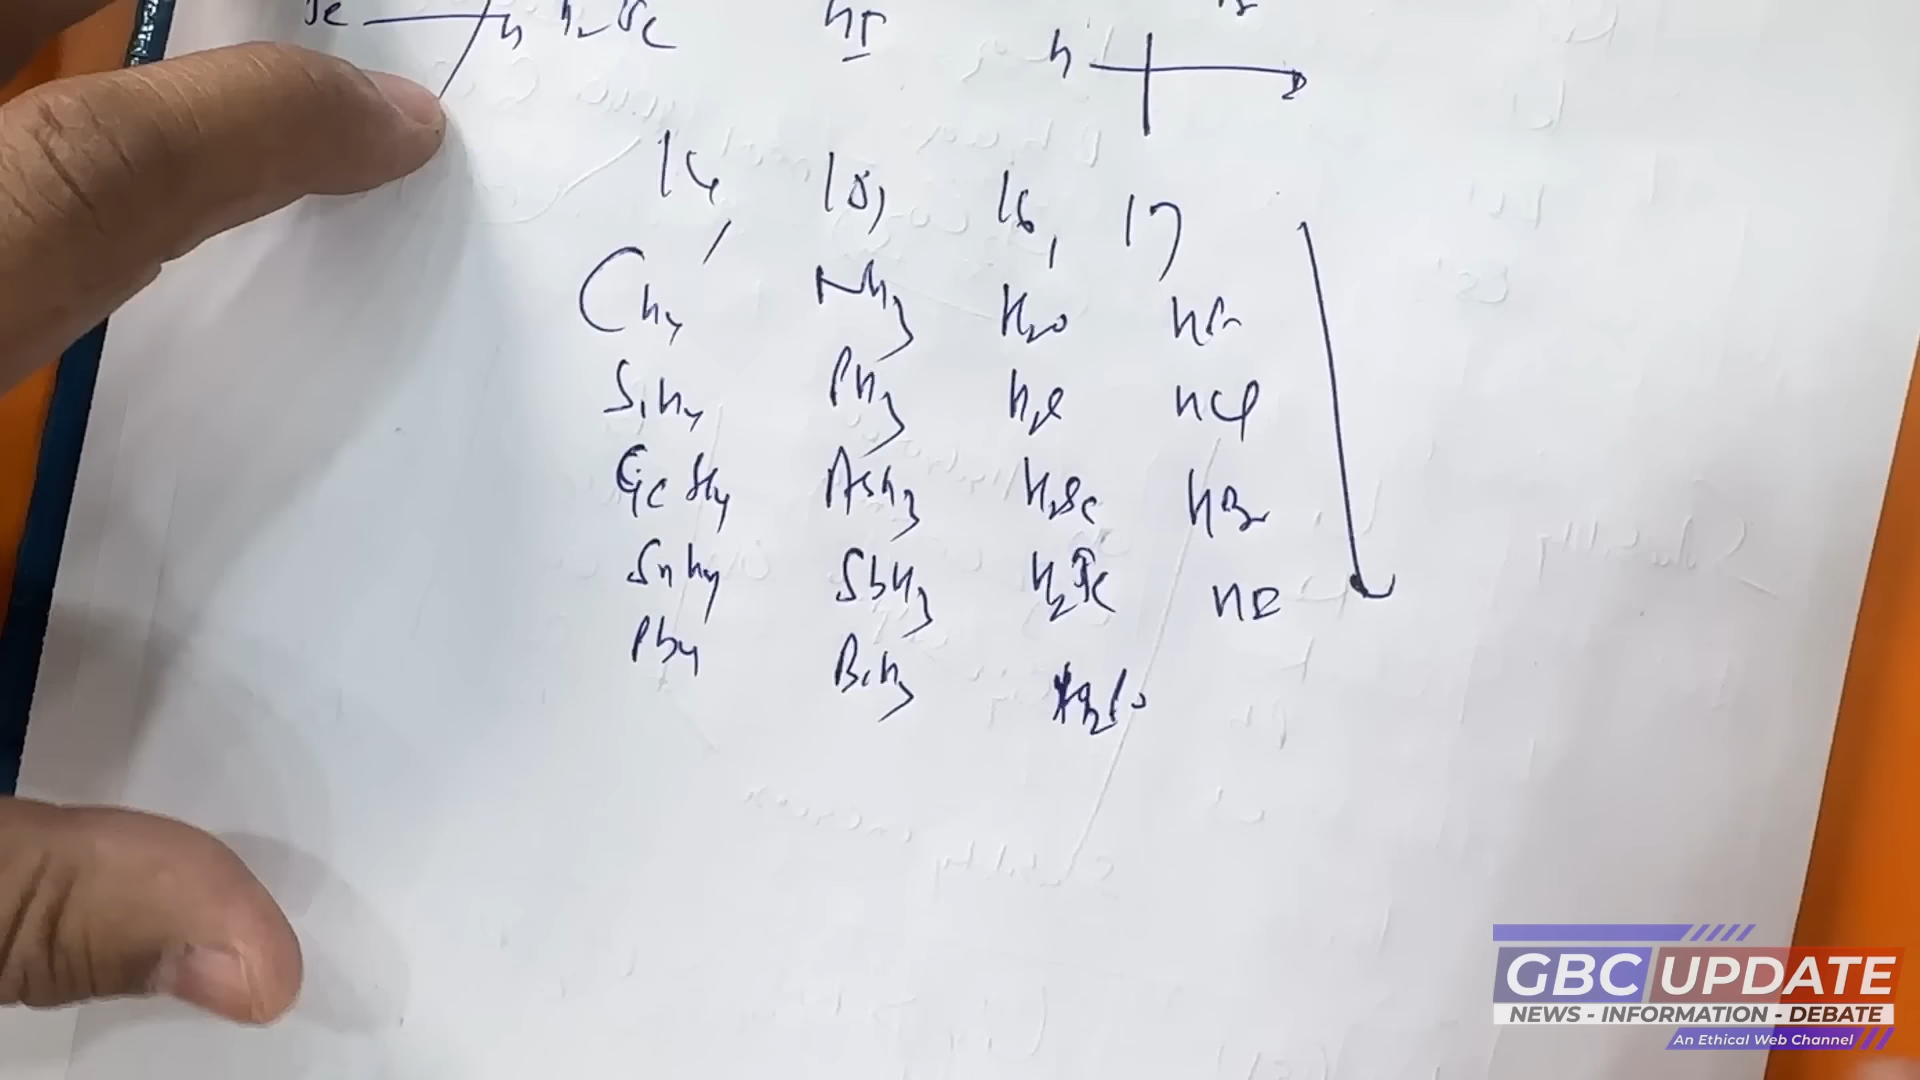 h
14, 15, 16, 17
CH4 NH3 H2O HF
SiH4 PH3 H2S HCl
GeH4 AsH3 H2Se HBr
SnH4 SbH3 H2Te HI
PbH BiH3 H2Po
GBC UPDATE
NEWS - INFORMATION - DEBATE
An Ethical Web Channel